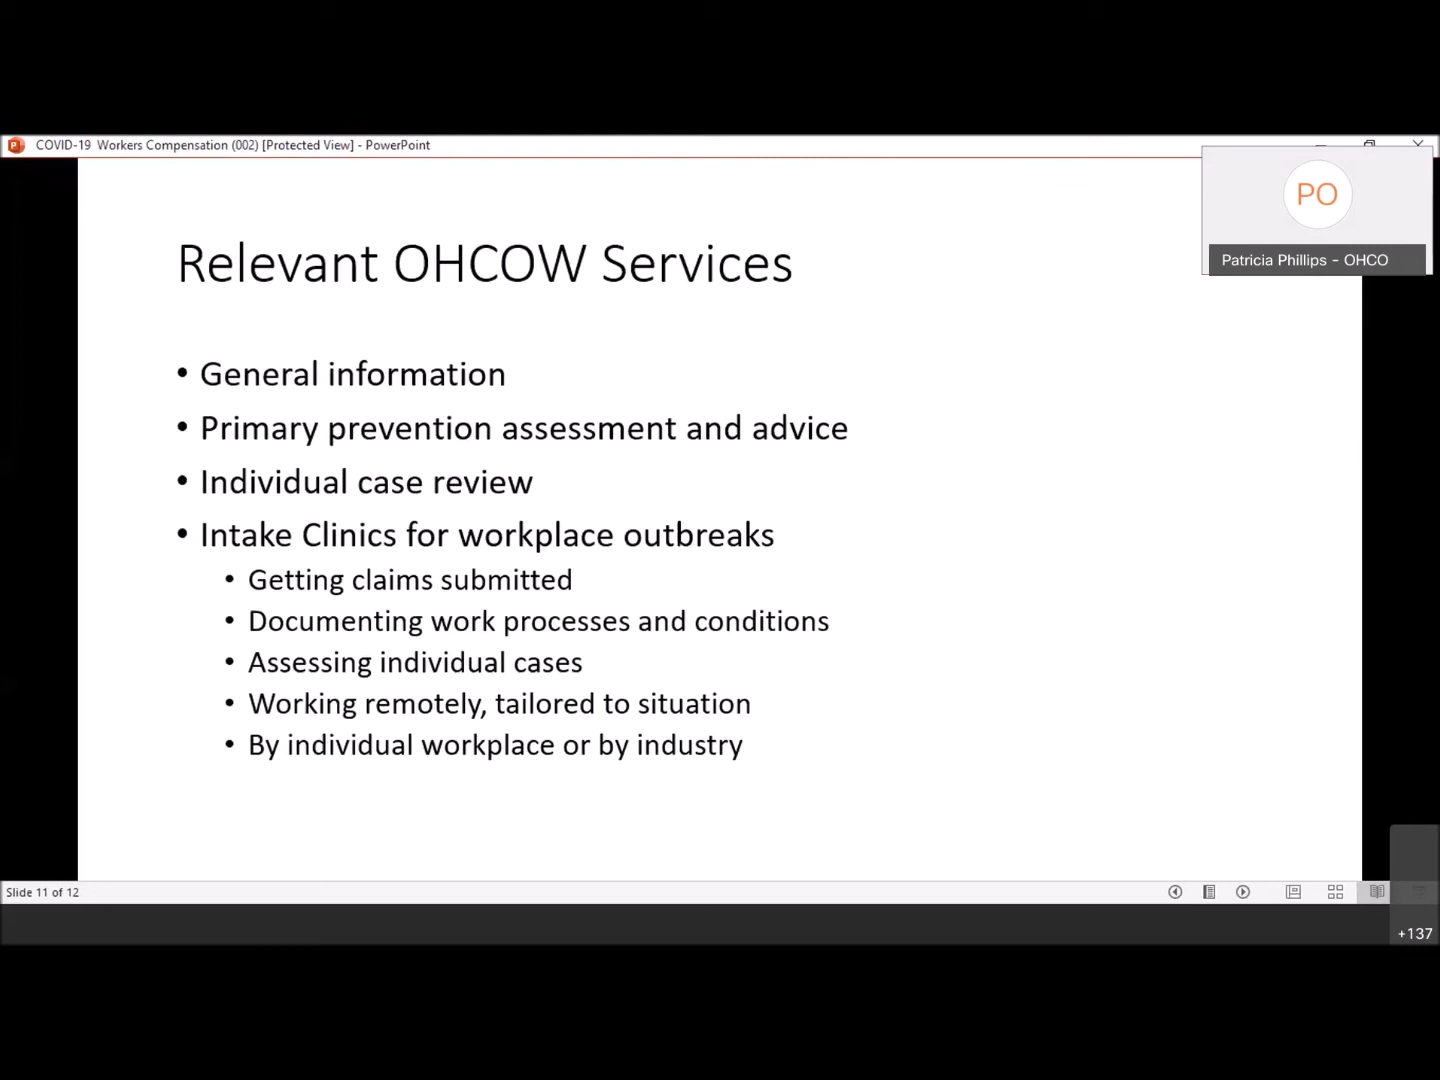 COVID-19 Workers Compensation (002) [Protected View] - PowerPoint
PO
Patricia Phillips - OHCO
Relevant OHCOW Services
• General information
• Primary prevention assessment and advice
• Individual case review
• Intake Clinics for workplace outbreaks
• Getting claims submitted
• Documenting work processes and conditions
• Assessing individual cases
• Working remotely, tailored to situation
• By individual workplace or by industry
Slide 11 of 12
+137